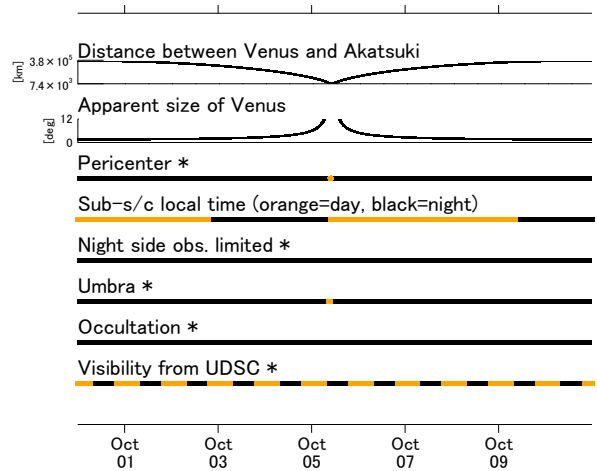 Distance between Venus and Akatsuki
[km]
3.8 × 10⁵
7.4 × 10³
Apparent size of Venus
[deg]
12
0
Pericenter *
Sub-s/c local time (orange=day, black=night)
Night side obs. limited *
Umbra *
Occultation *
Visibility from UDSC *
Oct Oct Oct Oct Oct
01 03 05 07 09